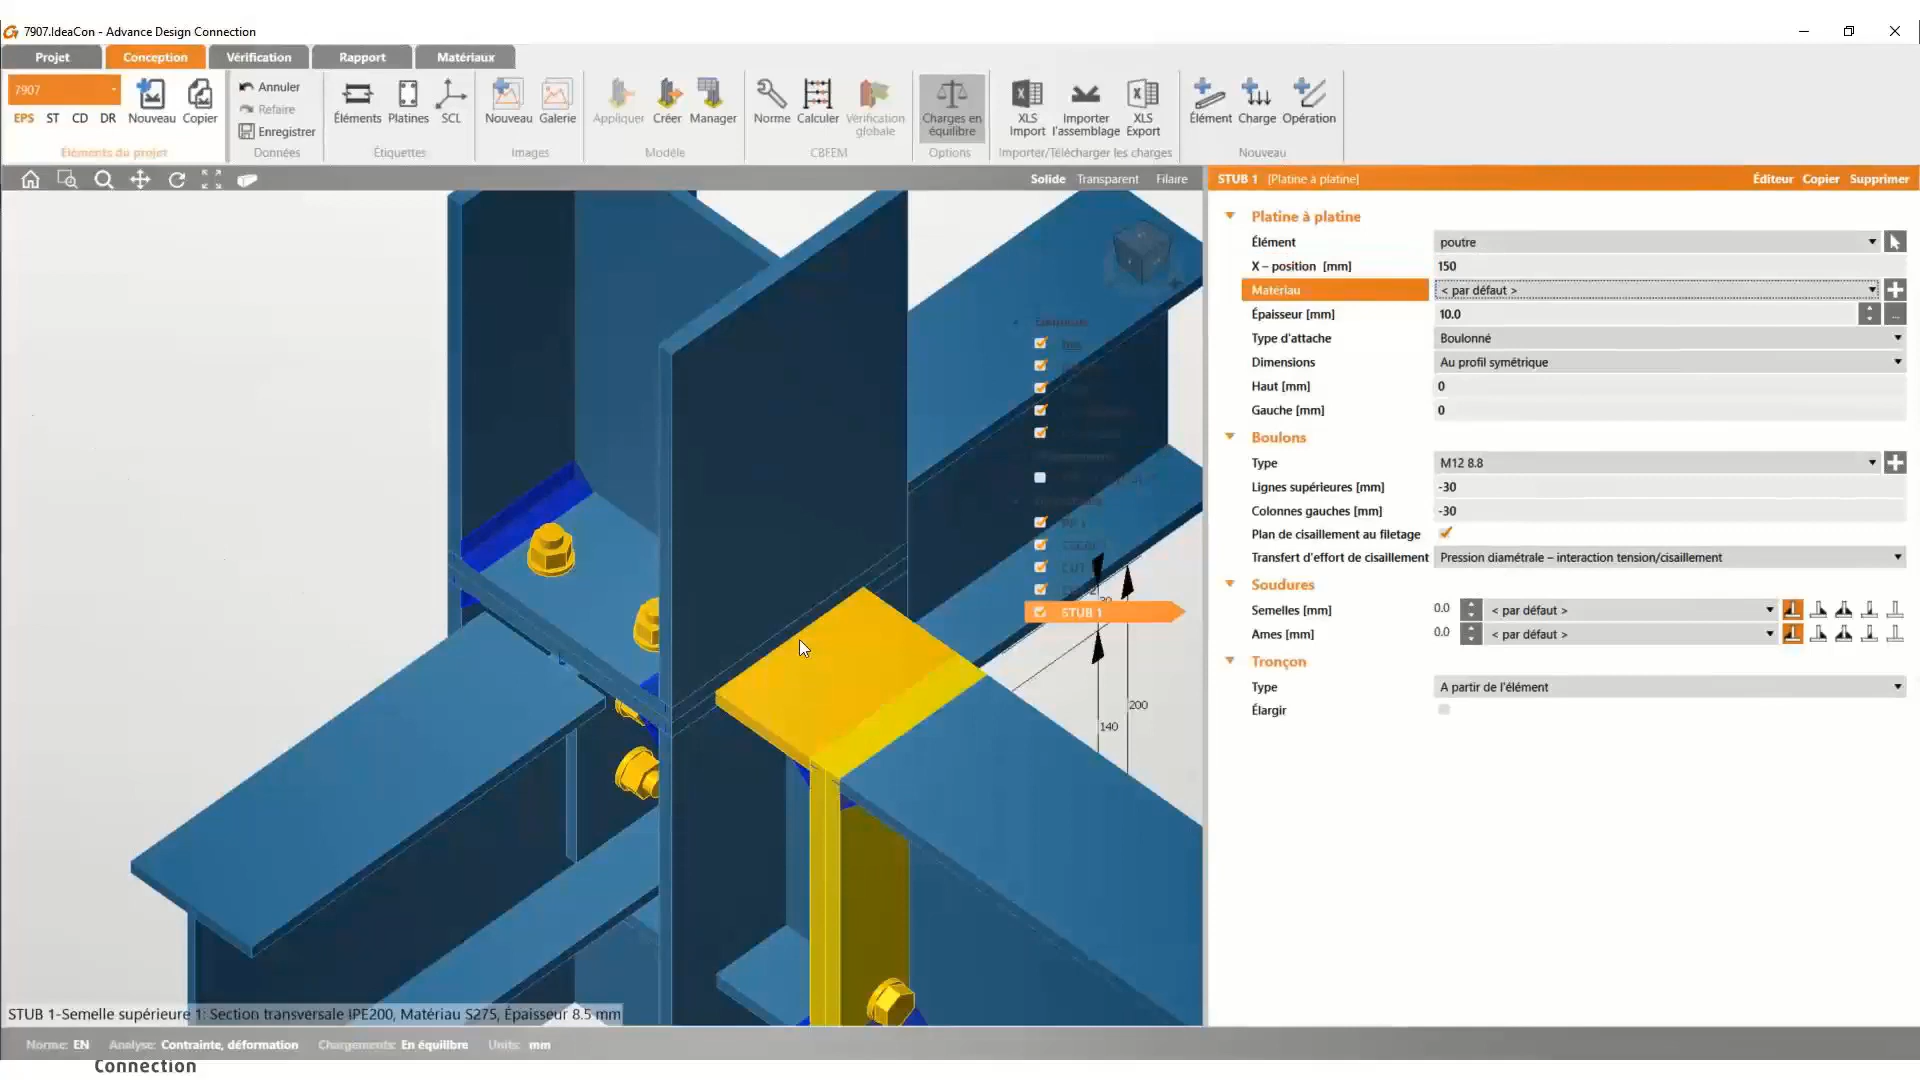 7907.IdeaCon - Advance Design Connection
Projet Conception Vérification Rapport Matériaux
7907
EPS ST CD DR Nouveau Copier
Éléments du projet
Annuler
Refaire
Enregistrer
Données
Éléments Platines SCL
Étiquettes
Nouveau Galerie
Images
Appliquer Créer Manager
Modèle
Norme Calculer Vérification globale
CBFEM
Charges en équilibre
Options
XLS Import Importer l'assemblage XLS Export
Importer/Télécharger les charges
Élément Charge Opération
Nouveau
Solide Transparent Filaire
STUB 1 [Platine à platine] Éditeur Copier Supprimer
Platine à platine
Élément poutre
X – position [mm] 150
Matériau < par défaut >
Épaisseur [mm] 10.0 ...
Type d'attache Boulonné
Dimensions Au profil symétrique
Haut [mm] 0
Gauche [mm] 0
Boulons
Type M12 8.8
Lignes supérieures [mm] -30
Colonnes gauches [mm] -30
Plan de cisaillement au filetage
Transfert d'effort de cisaillement Pression diamétrale – interaction tension/cisaillement
Soudures
Semelles [mm] 0.0 < par défaut >
Ames [mm] 0.0 < par défaut >
Tronçon
Type A partir de l'élément
Élargir
STUB 1
200
140
STUB 1-Semelle supérieure 1: Section transversale IPE200, Matériau S275, Épaisseur 8.5 mm
Norme: EN Analyse: Contrainte, déformation Chargements: En équilibre Units: mm
Connection